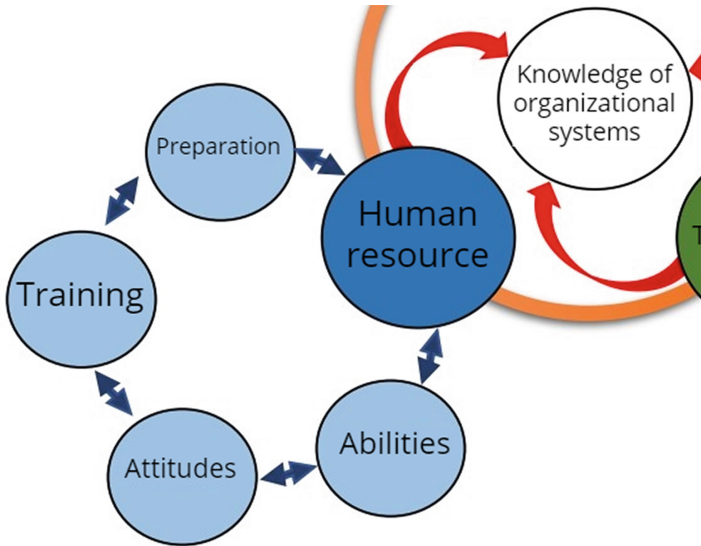 Knowledge of
organizational
systems
Preparation
Human
resource
Training
Abilities
Attitudes